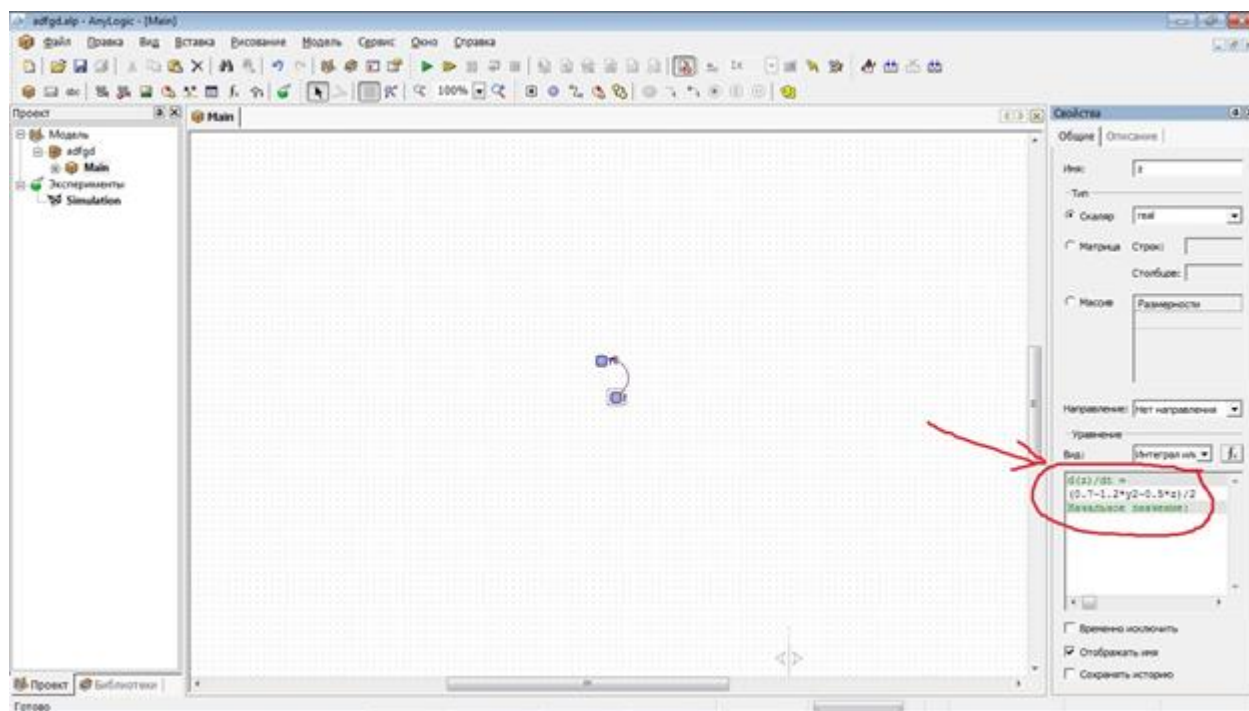 adfgd.alp - AnyLogic - [Main]
Файл Правка Вид Вставка Рисование Модель Сервис Окно Справка
100%
Проект
Main
Свойства
Модель
adfgd
Main
Эксперименты
Simulation
Общие Описание
Имя: z
Тип
Скаляр real
Матрица Строк:
Столбцов:
Массив Размерности
Направление: Нет направления
Уравнение
Вид: Интеграл или
d(z)/dt =
(0.7-1.2*y2-0.5*z)/2
Начальное значение:
Временно исключить
Отображать имя
Сохранять историю
Проект Библиотеки
Готово